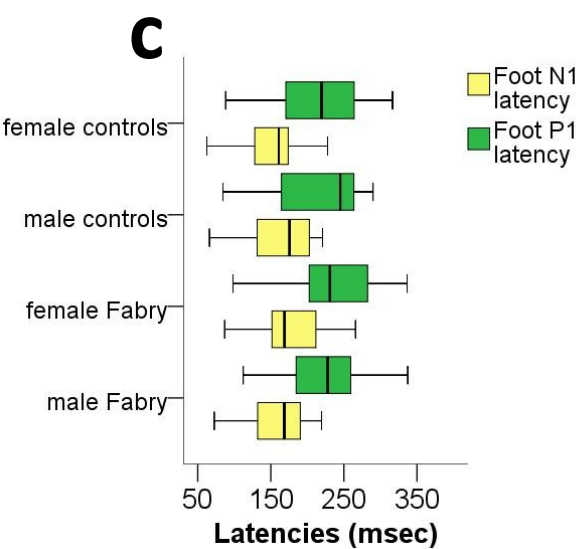 C
Foot N1
latency
Foot P1
latency
female controls
male controls
female Fabry
male Fabry
50 150 250 350
Latencies (msec)